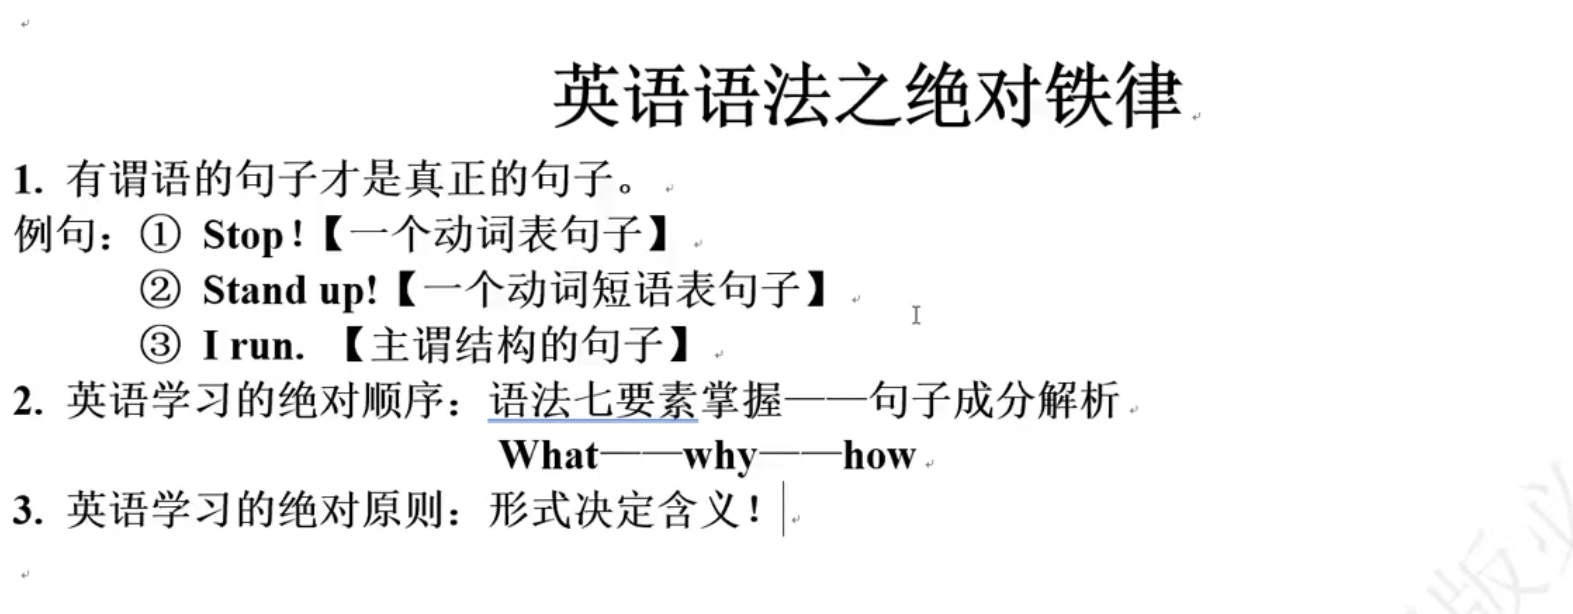 英语语法之绝对铁律
1. 有谓语的句子才是真正的句子。
例句：① Stop！【一个动词表句子】
② Stand up!【一个动词短语表句子】
③ I run. 【主谓结构的句子】
2. 英语学习的绝对顺序：语法七要素掌握——句子成分解析
What——why——how
3. 英语学习的绝对原则：形式决定含义！
版